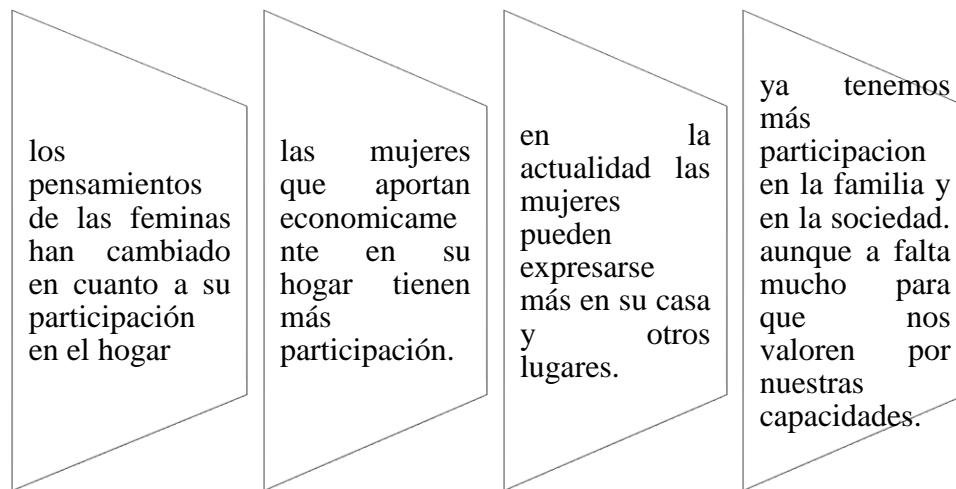 los
pensamientos
de las feminas
han cambiado
en cuanto a su
participación
en el hogar
las mujeres
que aportan
economicame
nte en su
hogar tienen
más
participación.
en la
actualidad las
mujeres
pueden
expresarse
más en su casa
y otros
lugares.
ya tenemos
más
participacion
en la familia y
en la sociedad.
aunque a falta
mucho para
que nos
valoren por
nuestras
capacidades.